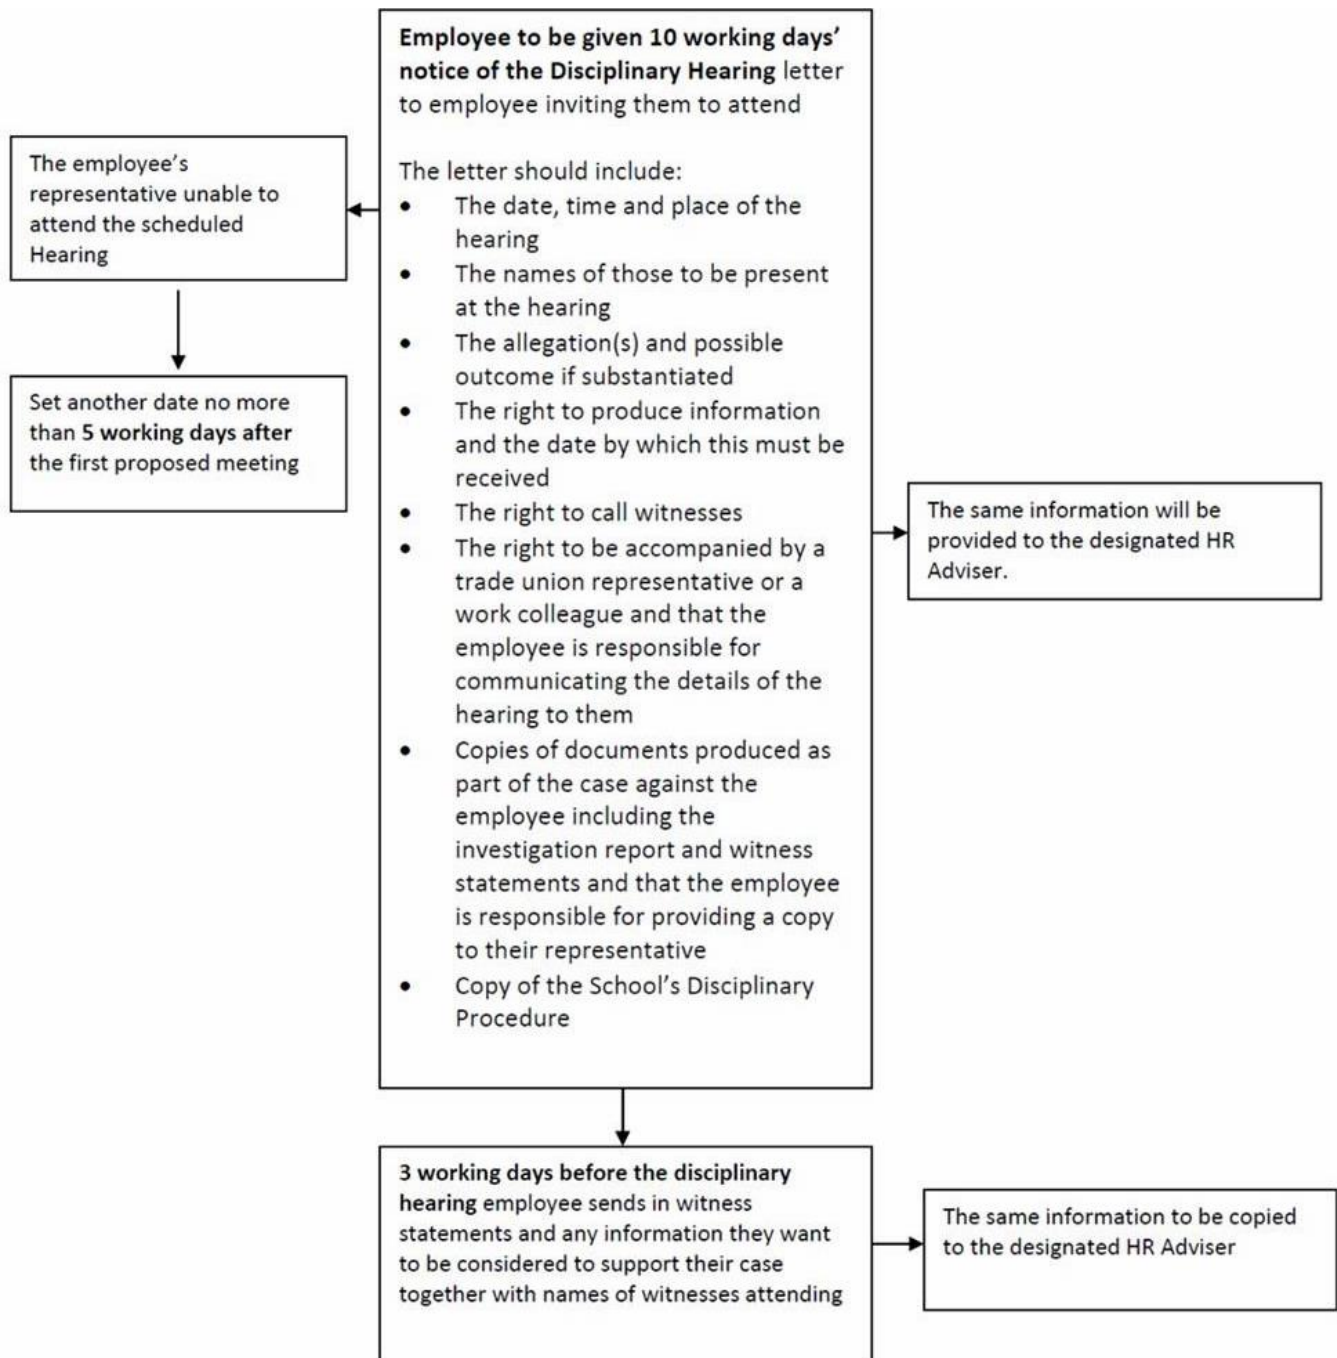 Employee to be given 10 working days'
notice of the Disciplinary Hearing letter
to employee inviting them to attend
The letter should include:
• The date, time and place of the
hearing
• The names of those to be present
at the hearing
• The allegation(s) and possible
outcome if substantiated
• The right to produce information
and the date by which this must be
received
• The right to call witnesses
• The right to be accompanied by a
trade union representative or a
work colleague and that the
employee is responsible for
communicating the details of the
hearing to them
• Copies of documents produced as
part of the case against the
employee including the
investigation report and witness
statements and that the employee
is responsible for providing a copy
to their representative
• Copy of the School's Disciplinary
Procedure
The employee's
representative unable to
attend the scheduled
Hearing
Set another date no more
than 5 working days after
the first proposed meeting
The same information will be
provided to the designated HR
Adviser.
3 working days before the disciplinary
hearing employee sends in witness
statements and any information they want
to be considered to support their case
together with names of witnesses attending
The same information to be copied
to the designated HR Adviser